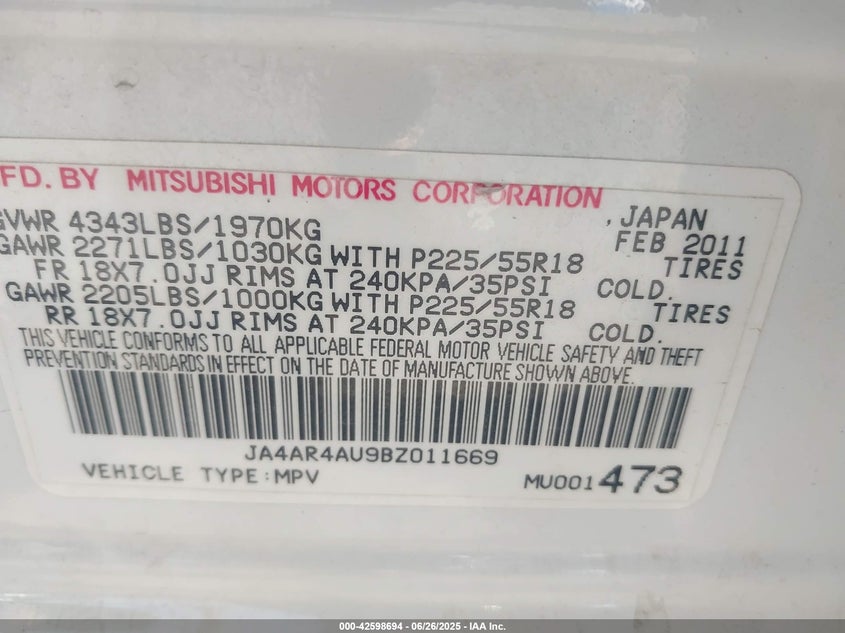 FD. BY MITSUBISHI MOTORS CORPORATION
, JAPAN
GVWR 4343LBS/1970KG
FEB 2011
GAWR 2271LBS/1030KG WITH P225/55R18 TIRES
FR 18X7.0JJ RIMS AT 240KPA/35PSI COLD.
GAWR 2205LBS/1000KG WITH P225/55R18 TIRES
RR 18X7.0JJ RIMS AT 240KPA/35PSI COLD.
THIS VEHICLE CONFORMS TO ALL APPLICABLE FEDERAL MOTOR VEHICLE SAFETY AND THEFT
PREVENTION STANDARDS IN EFFECT ON THE DATE OF MANUFACTURE SHOWN ABOVE.
JA4AR4AU9BZ011669
VEHICLE TYPE:MPV
MU001473
000-42598694 - 06/26/2025 - IAA Inc.